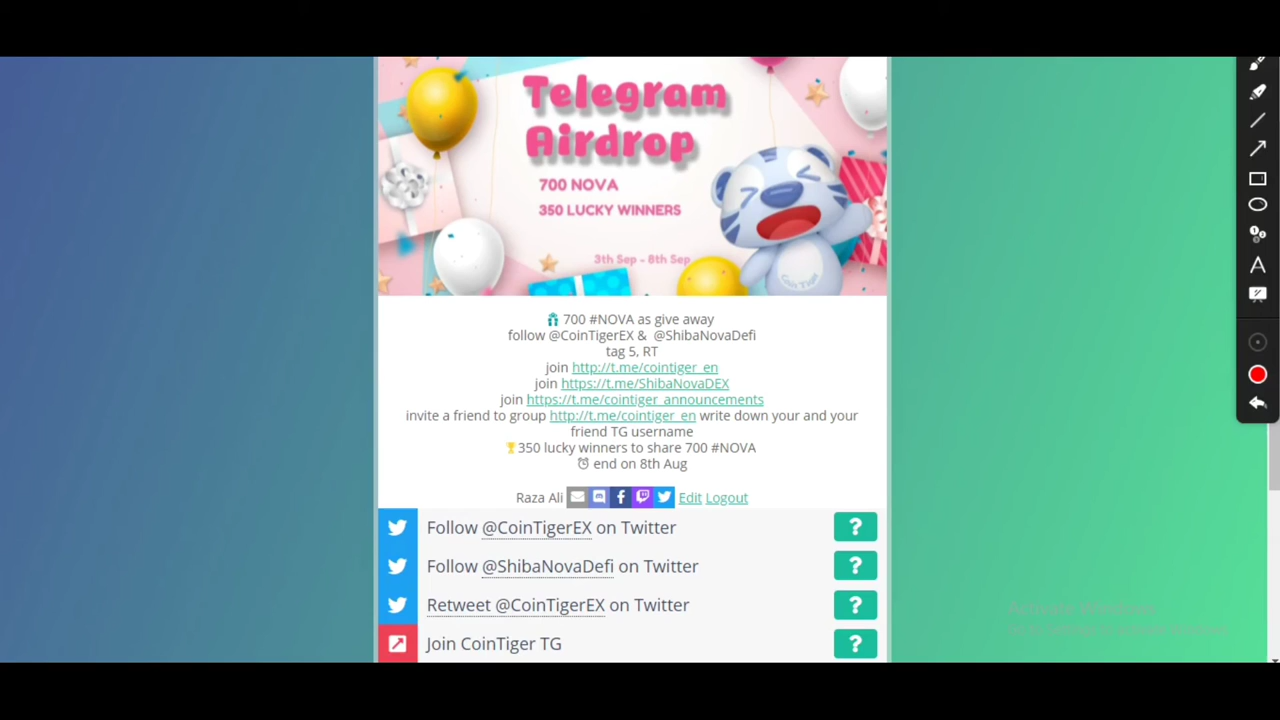 Telegram
Airdrop
700 NOVA
350 LUCKY WINNERS
3th Sep - 8th Sep
Coin Tiger
700 #NOVA as give away
follow @CoinTigerEX & @ShibaNovaDefi
tag 5, RT
join http://t.me/cointiger_en
join https://t.me/ShibaNovaDEX
join https://t.me/cointiger_announcements
invite a friend to group http://t.me/cointiger_en write down your and your
friend TG username
350 lucky winners to share 700 #NOVA
end on 8th Aug
Raza Ali Edit Logout
Follow @CoinTigerEX on Twitter ?
Follow @ShibaNovaDefi on Twitter ?
Retweet @CoinTigerEX on Twitter ?
Join CoinTiger TG ?
Activate Windows